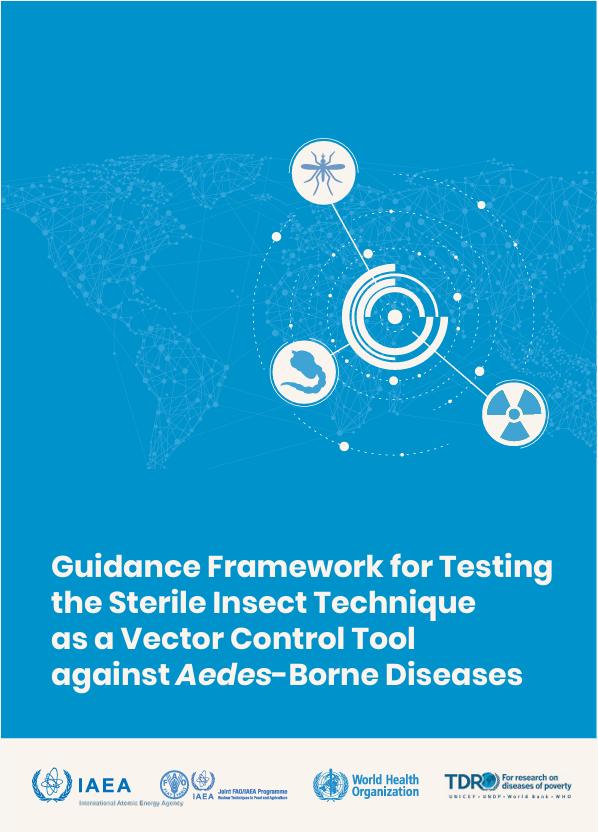 Guidance Framework for Testing
the Sterile Insect Technique
as a Vector Control Tool
against Aedes-Borne Diseases
IAEA
International Atomic Energy Agency
FAO
IAEA
Joint FAO/IAEA Programme
Nuclear Techniques in Food and Agriculture
World Health
Organization
TDR
For research on
diseases of poverty
UNICEF • UNDP • World Bank • WHO